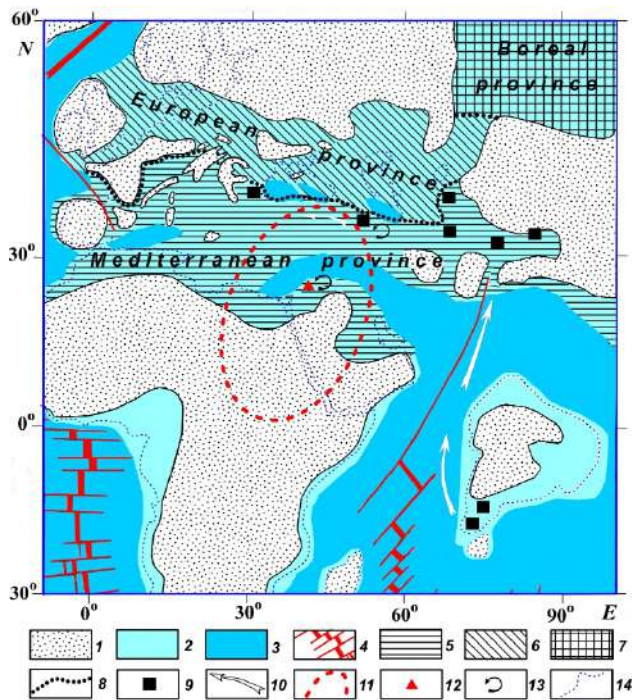 60°
N
Boreal
province
European
province
30°
Mediterranean province
0°
30°
0° 30° 60° E 90°
1 2 3 4 5 6 7
8 9 10 11 12 13 14